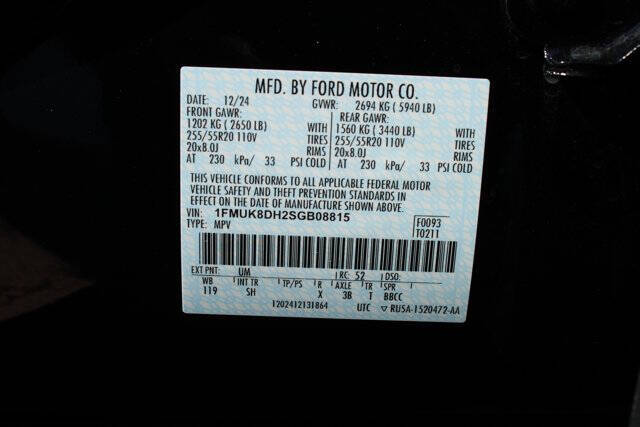 MFD. BY FORD MOTOR CO.
DATE: 12/24 GVWR: 2694 KG ( 5940 LB)
FRONT GAWR: REAR GAWR:
1202 KG ( 2650 LB) WITH 1560 KG ( 3440 LB) WITH
255/55R20 110V TIRES 255/55R20 110V TIRES
20x8.0J RIMS 20x8.0J RIMS
AT 230 kPa/ 33 PSI COLD AT 230 kPa/ 33 PSI COLD
THIS VEHICLE CONFORMS TO ALL APPLICABLE FEDERAL MOTOR
VEHICLE SAFETY AND THEFT PREVENTION STANDARDS IN
EFFECT ON THE DATE OF MANUFACTURE SHOWN ABOVE.
VIN: 1FMUK8DH2SGB08815 F0093
TYPE: MPV T0211
EXT PNT: UM RC: 52 DSO:
WB INT TR TP/PS R AXLE TR SPR
119 SH X 3B T BBCC
1202412131864 UTC ▽ RU5A-1520472-AA